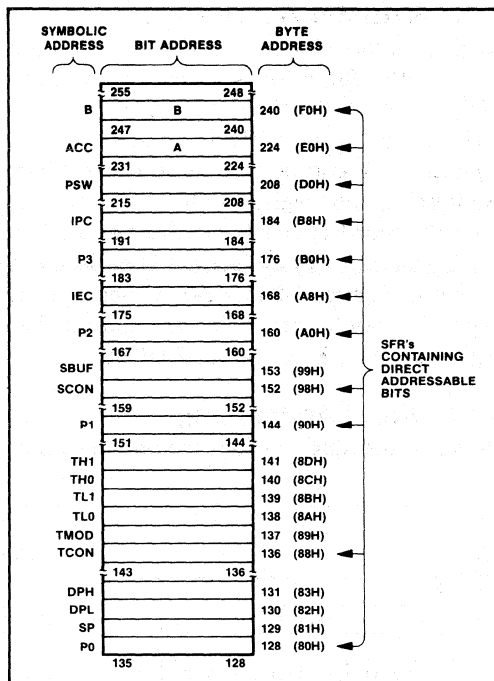 SYMBOLIC ADDRESS BIT ADDRESS BYTE ADDRESS
255 248
B B 240 (F0H)
247 240
ACC A 224 (E0H)
231 224
PSW 208 (D0H)
215 208
IPC 184 (B8H)
191 184
P3 176 (B0H)
183 176
IEC 168 (A8H)
175 168
P2 160 (A0H)
167 160
SBUF 153 (99H)
SCON 152 (98H)
159 152
P1 144 (90H)
151 144
TH1 141 (8DH)
TH0 140 (8CH)
TL1 139 (8BH)
TL0 138 (8AH)
TMOD 137 (89H)
TCON 136 (88H)
143 136
DPH 131 (83H)
DPL 130 (82H)
SP 129 (81H)
P0 128 (80H)
135 128
SFR's
CONTAINING
DIRECT
ADDRESSABLE
BITS